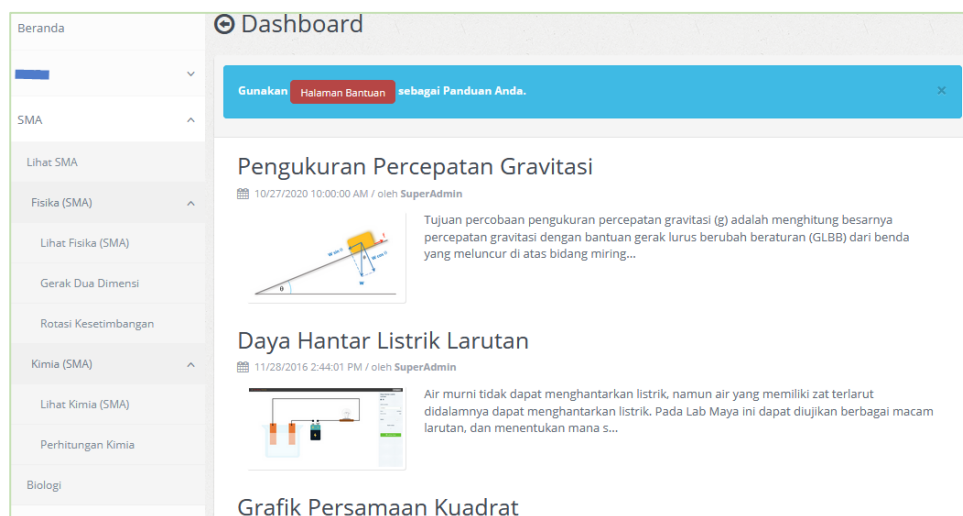 Beranda
SMA
Lihat SMA
Fisika (SMA)
Lihat Fisika (SMA)
Gerak Dua Dimensi
Rotasi Kesetimbangan
Kimia (SMA)
Lihat Kimia (SMA)
Perhitungan Kimia
Biologi
Dashboard
Gunakan Halaman Bantuan sebagai Panduan Anda. ×
Pengukuran Percepatan Gravitasi
10/27/2020 10:00:00 AM / oleh SuperAdmin
Tujuan percobaan pengukuran percepatan gravitasi (g) adalah menghitung besarnya
percepatan gravitasi dengan bantuan gerak lurus berubah beraturan (GLBB) dari benda
yang meluncur di atas bidang miring...
θ
Daya Hantar Listrik Larutan
11/28/2016 2:44:01 PM / oleh SuperAdmin
Air murni tidak dapat menghantarkan listrik, namun air yang memiliki zat terlarut
didalamnya dapat menghantarkan listrik. Pada Lab Maya ini dapat diujikan berbagai macam
larutan, dan menentukan mana s...
Grafik Persamaan Kuadrat